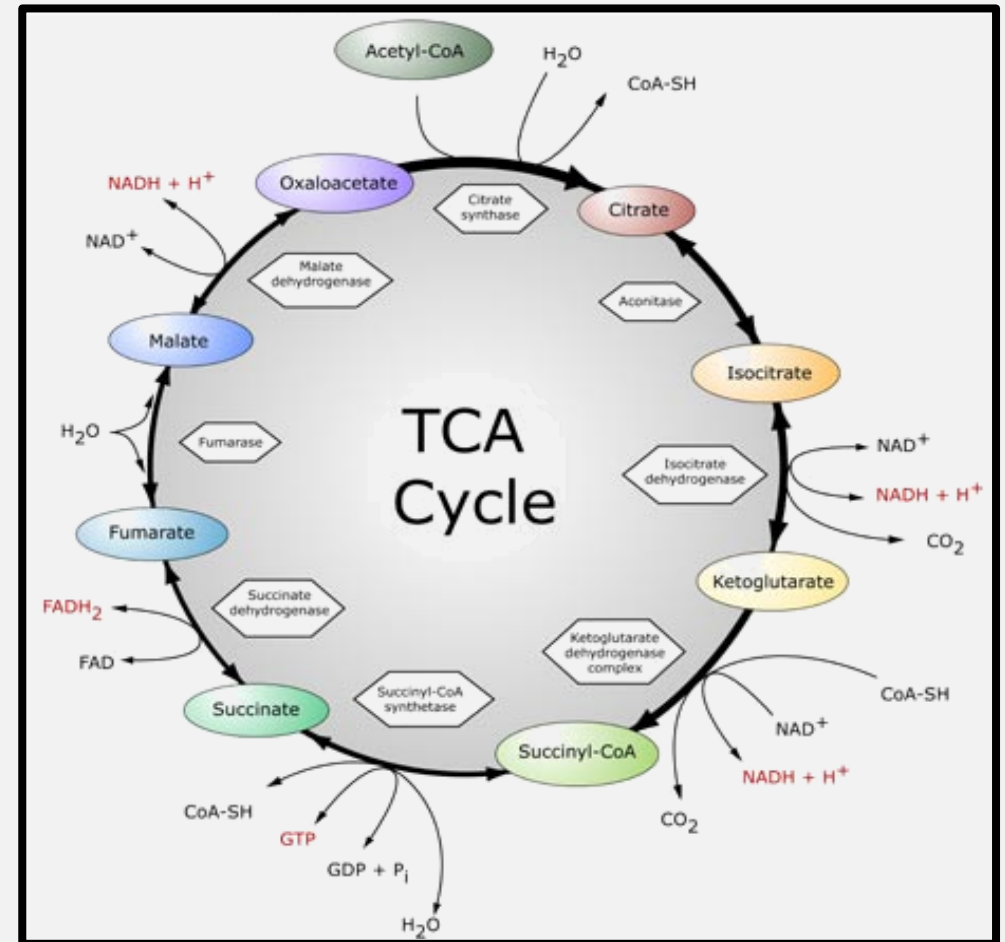 Acetyl-CoA
H₂O
CoA-SH
Oxaloacetate
Citrate
synthase
Citrate
NADH + H⁺
NAD⁺
Malate
dehydrogenase
Aconitase
Malate
Isocitrate
TCA
Cycle
H₂O
Fumarase
Isocitrate
dehydrogenase
NAD⁺
NADH + H⁺
CO₂
Fumarate
Ketoglutarate
FADH₂
FAD
Succinate
dehydrogenase
Ketoglutarate
dehydrogenase
complex
Succinate
Succinyl-CoA
synthetase
Succinyl-CoA
CoA-SH
NAD⁺
NADH + H⁺
CO₂
CoA-SH
GTP
GDP + Pᵢ
H₂O